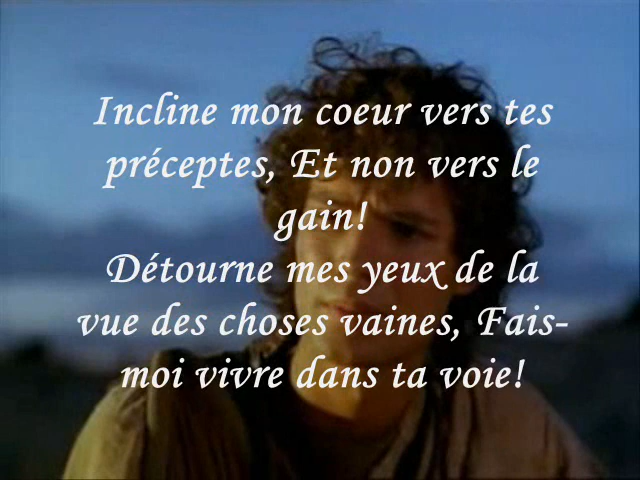 Incline mon coeur vers tes
préceptes, Et non vers le
gain!
Détourne mes yeux de la
vue des choses vaines, Fais-
moi vivre dans ta voie!